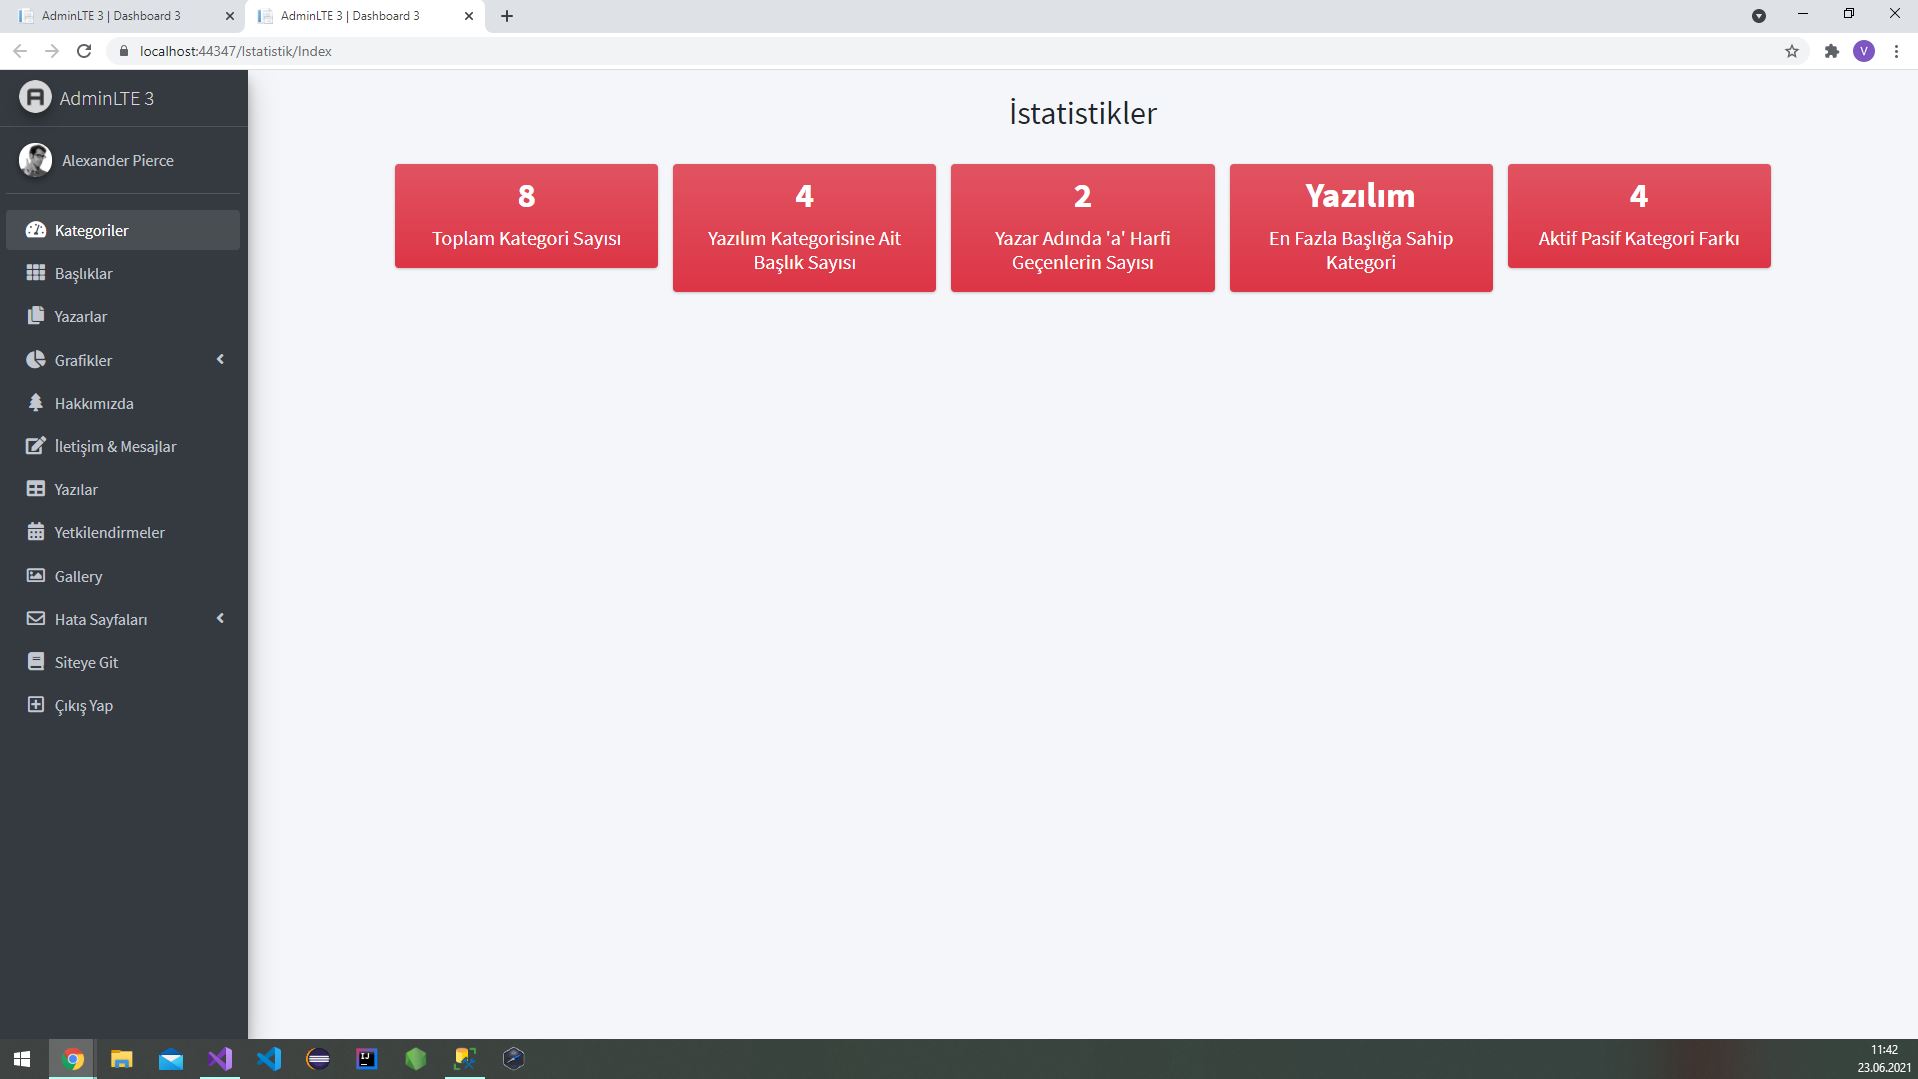 AdminLTE 3 | Dashboard 3
AdminLTE 3 | Dashboard 3
localhost:44347/Istatistik/Index
V
AdminLTE 3
Alexander Pierce
Kategoriler
Başlıklar
Yazarlar
Grafikler
Hakkımızda
İletişim & Mesajlar
Yazılar
Yetkilendirmeler
Gallery
Hata Sayfaları
Siteye Git
Çıkış Yap
İstatistikler
8
Toplam Kategori Sayısı
4
Yazılım Kategorisine Ait
Başlık Sayısı
2
Yazar Adında 'a' Harfi
Geçenlerin Sayısı
Yazılım
En Fazla Başlığa Sahip
Kategori
4
Aktif Pasif Kategori Farkı
IJ
11:42
23.06.2021